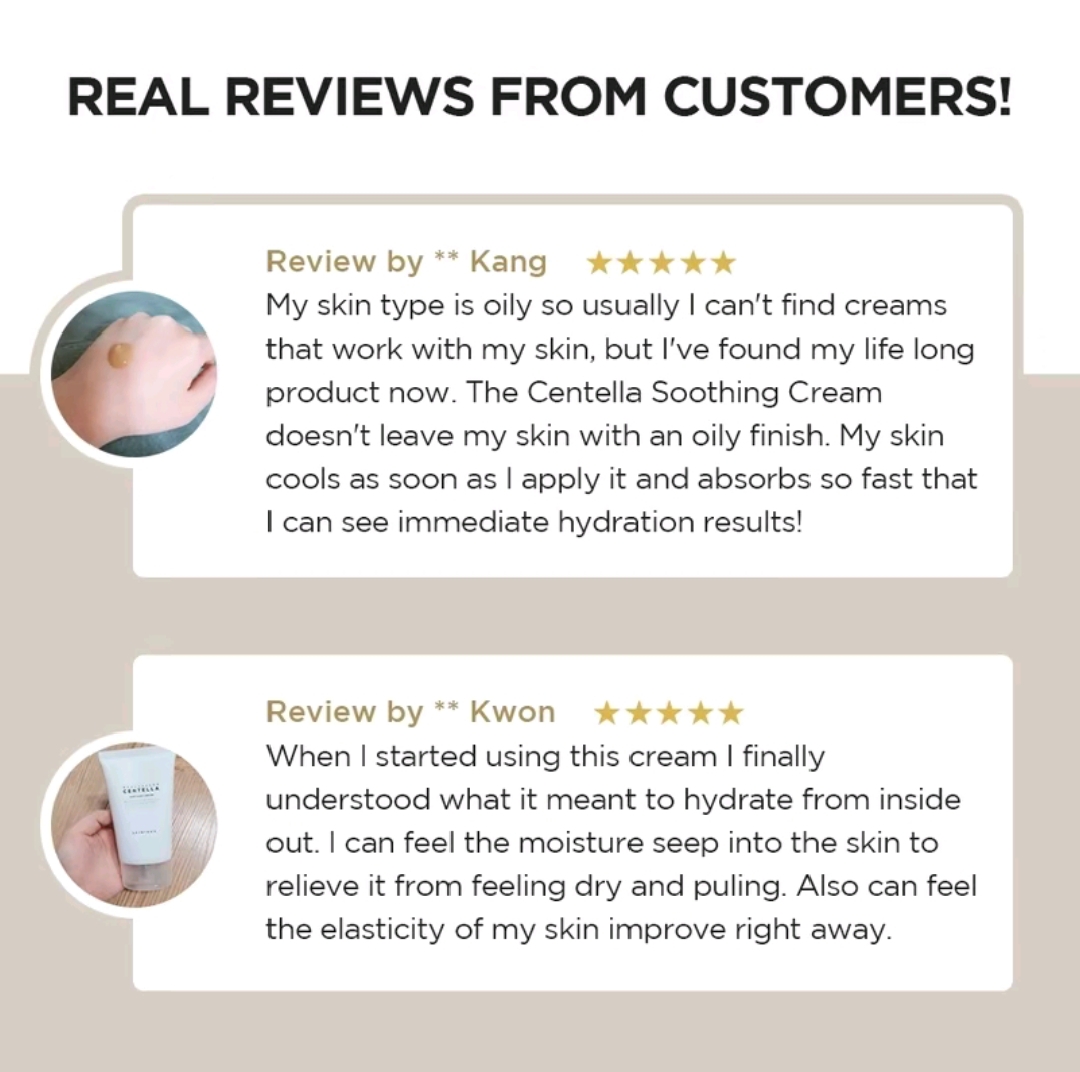 REAL REVIEWS FROM CUSTOMERS!
Review by ** Kang ★★★★★
My skin type is oily so usually I can't find creams
that work with my skin, but I've found my life long
product now. The Centella Soothing Cream
doesn't leave my skin with an oily finish. My skin
cools as soon as I apply it and absorbs so fast that
I can see immediate hydration results!
Review by ** Kwon ★★★★★
When I started using this cream I finally
understood what it meant to hydrate from inside
out. I can feel the moisture seep into the skin to
relieve it from feeling dry and puling. Also can feel
the elasticity of my skin improve right away.
CENTELLA